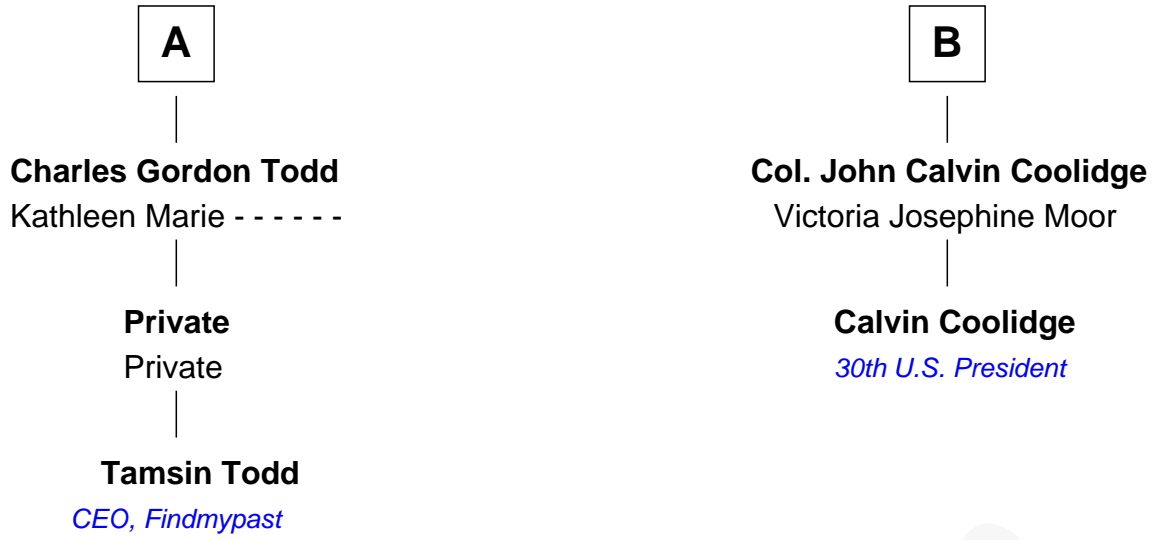 A
B
Charles Gordon Todd
Kathleen Marie - - - - - -
Col. John Calvin Coolidge
Victoria Josephine Moor
Private
Private
Calvin Coolidge
30th U.S. President
Tamsin Todd
CEO, Findmypast